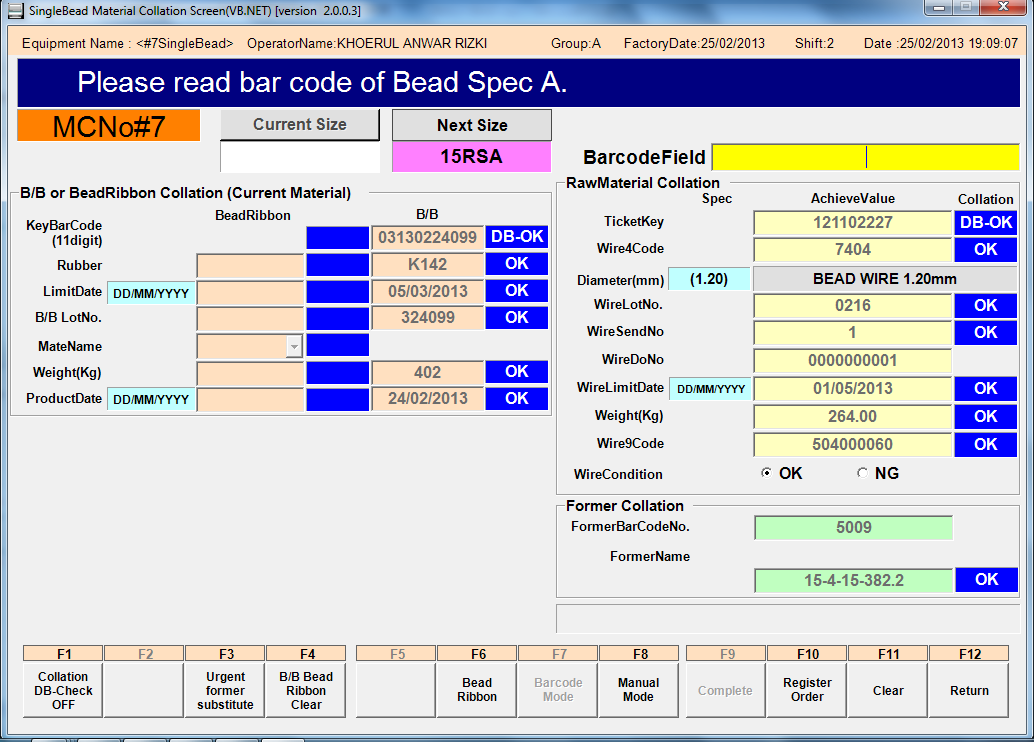 SingleBead Material Collation Screen(VB.NET) [version 2.0.0.3]
Equipment Name : <#7SingleBead> OperatorName:KHOERUL ANWAR RIZKI Group:A FactoryDate:25/02/2013 Shift:2 Date :25/02/2013 19:09:07
Please read bar code of Bead Spec A.
MCNo#7
Current Size
Next Size
15RSA
BarcodeField
B/B or BeadRibbon Collation (Current Material)
BeadRibbon B/B
KeyBarCode
(11digit)
03130224099 DB-OK
Rubber K142 OK
LimitDate DD/MM/YYYY 05/03/2013 OK
B/B LotNo. 324099 OK
MateName
Weight(Kg) 402 OK
ProductDate DD/MM/YYYY 24/02/2013 OK
RawMaterial Collation
Spec AchieveValue Collation
TicketKey 121102227 DB-OK
Wire4Code 7404 OK
Diameter(mm) (1.20) BEAD WIRE 1.20mm
WireLotNo. 0216 OK
WireSendNo 1 OK
WireDoNo 0000000001
WireLimitDate DD/MM/YYYY 01/05/2013 OK
Weight(Kg) 264.00 OK
Wire9Code 504000060 OK
WireCondition OK NG
Former Collation
FormerBarCodeNo. 5009
FormerName
15-4-15-382.2 OK
F1 F2 F3 F4 F5 F6 F7 F8 F9 F10 F11 F12
Collation
DB-Check
OFF
Urgent
former
substitute
B/B Bead
Ribbon
Clear
Bead
Ribbon
Barcode
Mode
Manual
Mode
Complete
Register
Order
Clear
Return